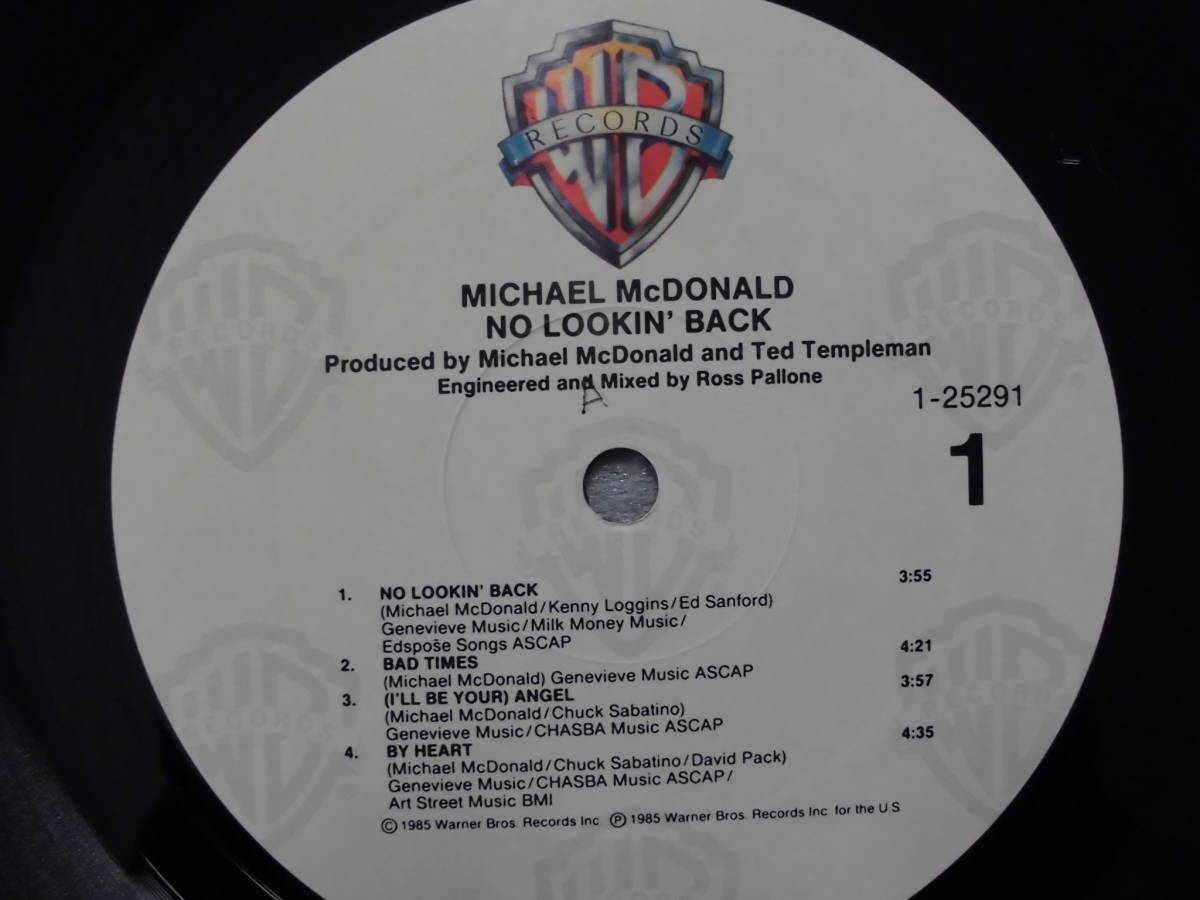 WB
RECORDS
MICHAEL McDONALD
NO LOOKIN' BACK
Produced by Michael McDonald and Ted Templeman
Engineered and Mixed by Ross Pallone
A
1-25291
1
1. NO LOOKIN' BACK 3:55
(Michael McDonald/Kenny Loggins/Ed Sanford)
Genevieve Music/Milk Money Music/
Edspoše Songs ASCAP
2. BAD TIMES 4:21
(Michael McDonald) Genevieve Music ASCAP
3. (I'LL BE YOUR) ANGEL 3:57
(Michael McDonald/Chuck Sabatino)
Genevieve Music/CHASBA Music ASCAP
4. BY HEART 4:35
(Michael McDonald/Chuck Sabatino/David Pack)
Genevieve Music/CHASBA Music ASCAP/
Art Street Music BMI
© 1985 Warner Bros. Records Inc ℗ 1985 Warner Bros. Records Inc for the U.S.